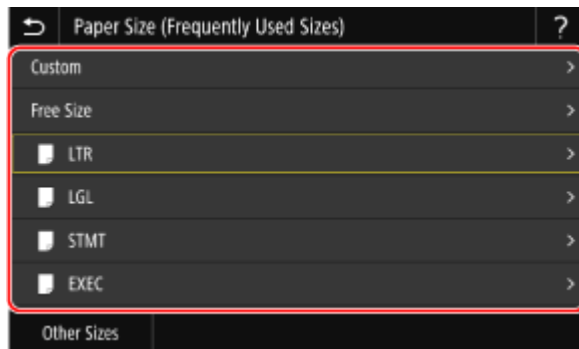 Paper Size (Frequently Used Sizes) ?
Custom >
Free Size >
LTR >
LGL >
STMT >
EXEC >
Other Sizes